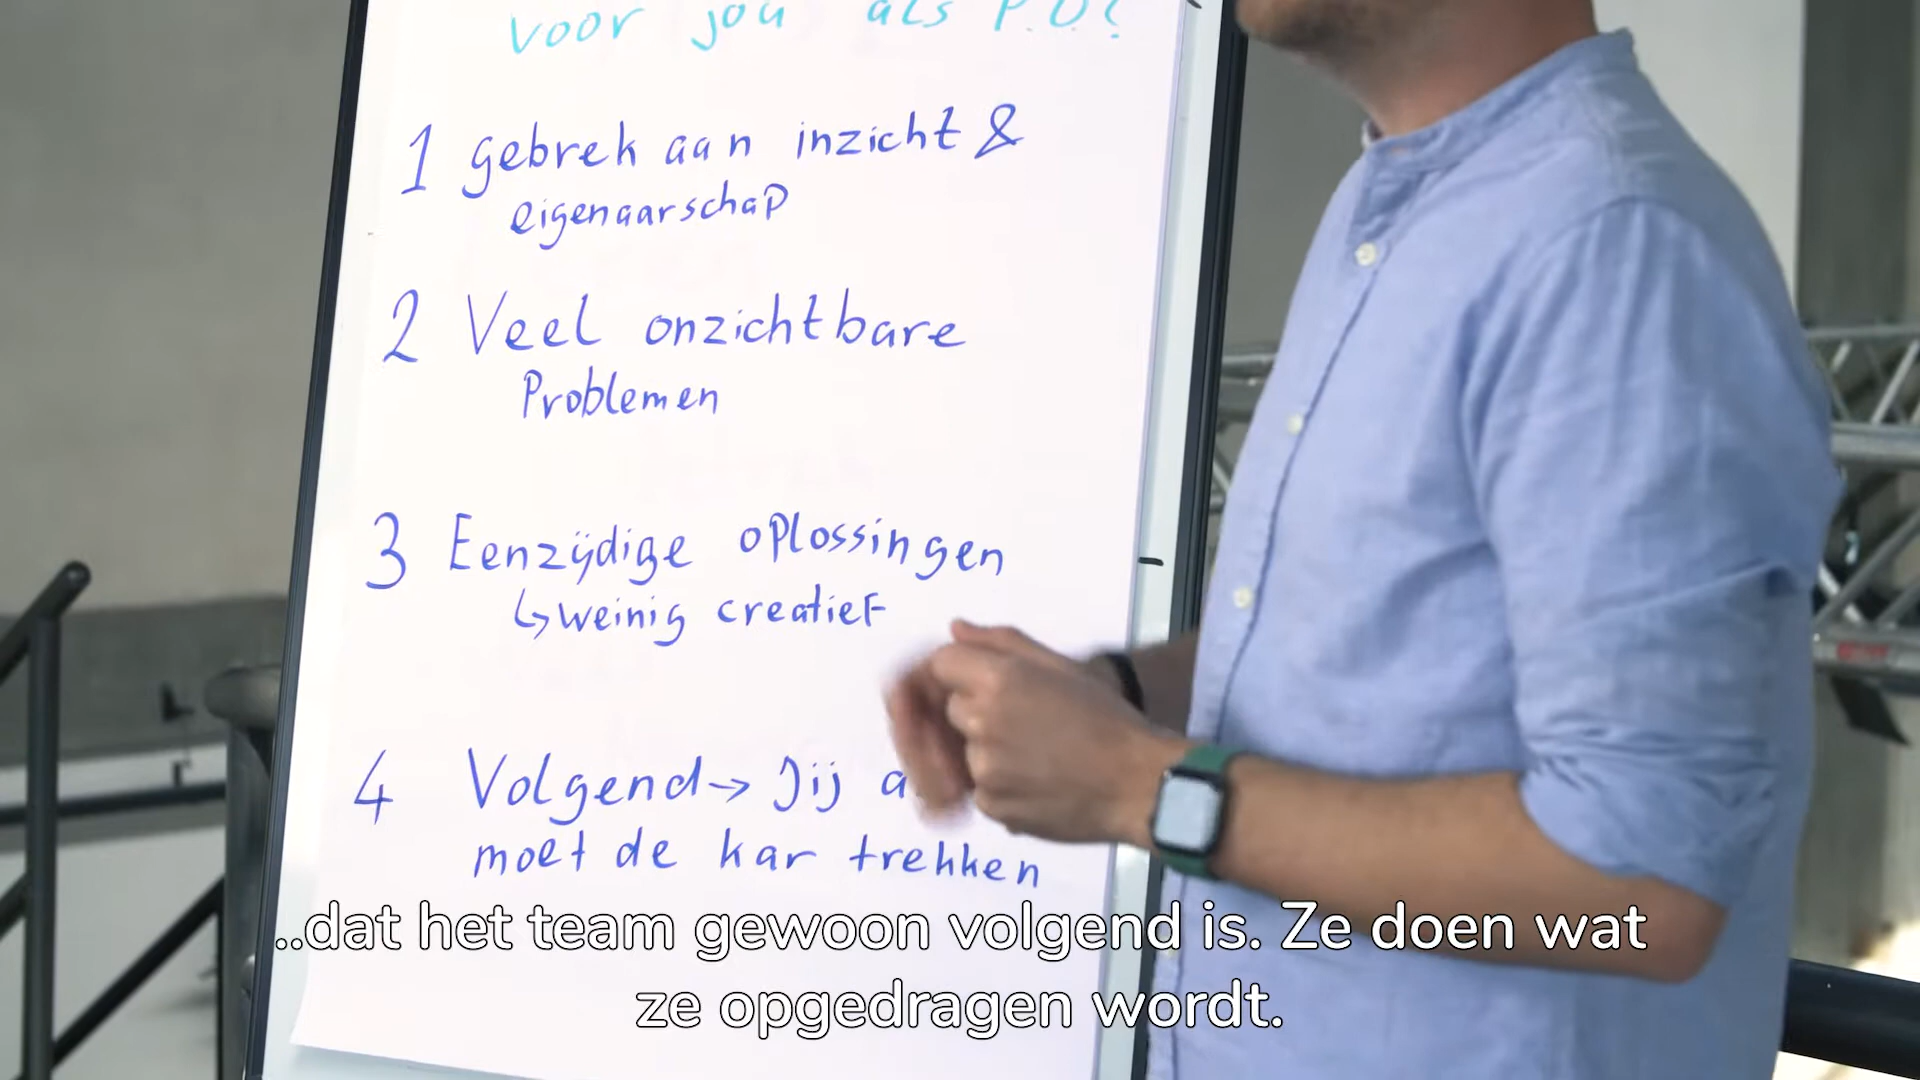 voor jou als P.O?
1 gebrek aan inzicht &
eigenaarschap
2 Veel onzichtbare
Problemen
3 Eenzijdige oplossingen
↳ weinig creatief
4 Volgend → Jij
moet de kar trekken
..dat het team gewoon volgend is. Ze doen wat
ze opgedragen wordt.